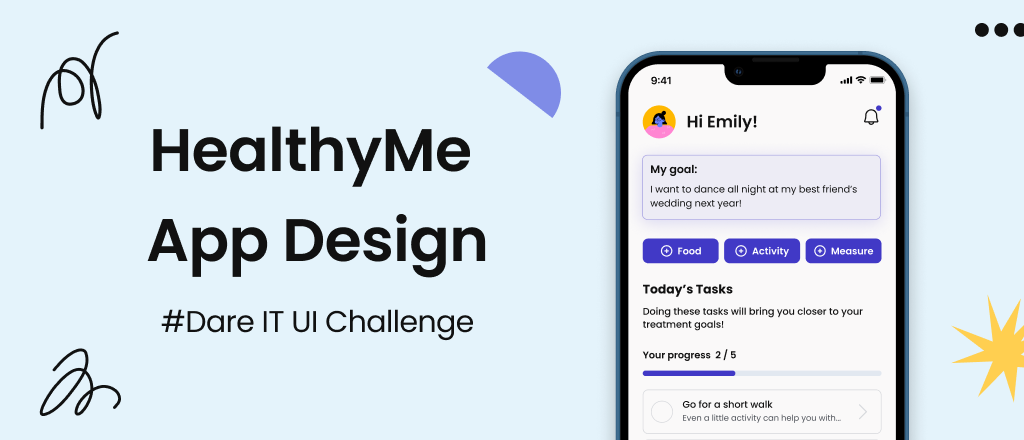 HealthyMe
App Design
#Dare IT UI Challenge
9:41
Hi Emily!
My goal:
I want to dance all night at my best friend's
wedding next year!
Food
Activity
Measure
Today's Tasks
Doing these tasks will bring you closer to your
treatment goals!
Your progress 2 / 5
Go for a short walk
Even a little activity can help you with...